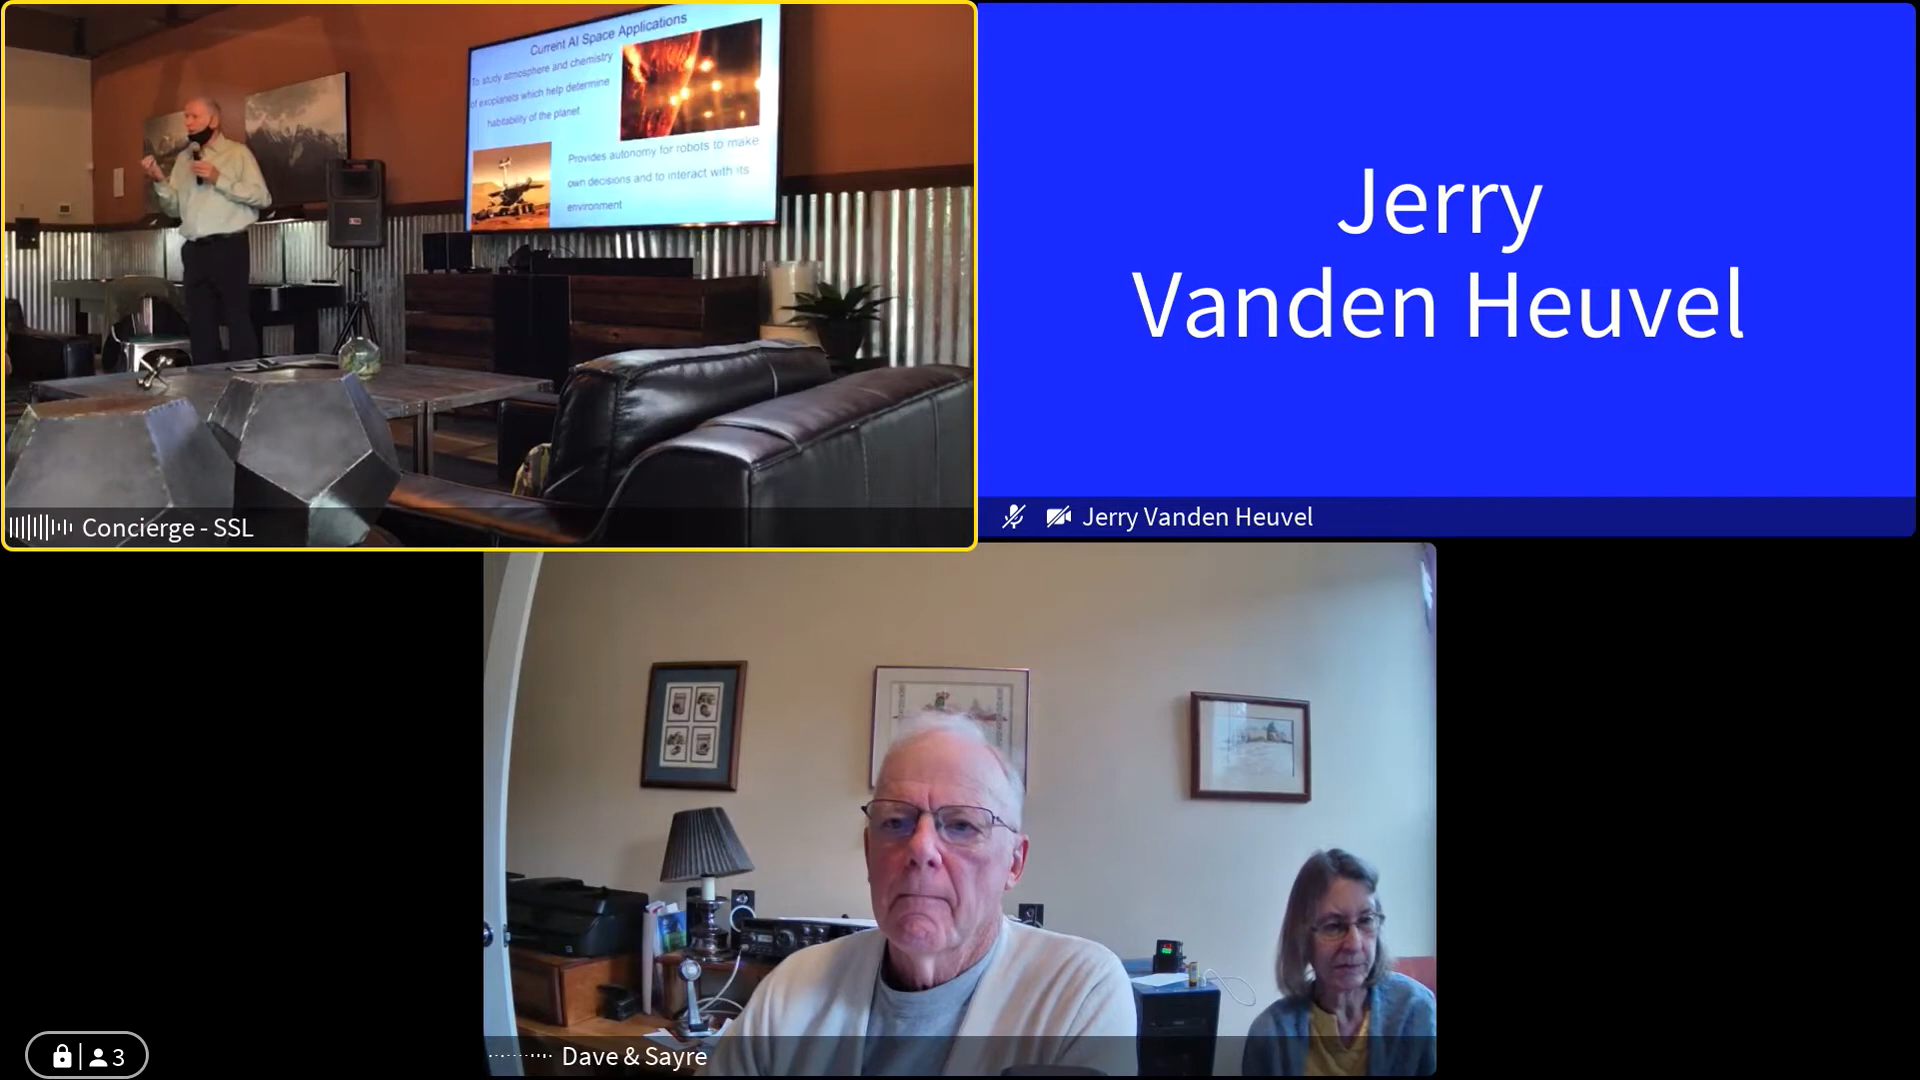 Current AI Space Applications
To study atmosphere and chemistry
of exoplanets which help determine
habitability of the planet
Provides autonomy for robots to make
own decisions and to interact with its
environment
Concierge - SSL
Jerry
Vanden Heuvel
Jerry Vanden Heuvel
Dave & Sayre
3